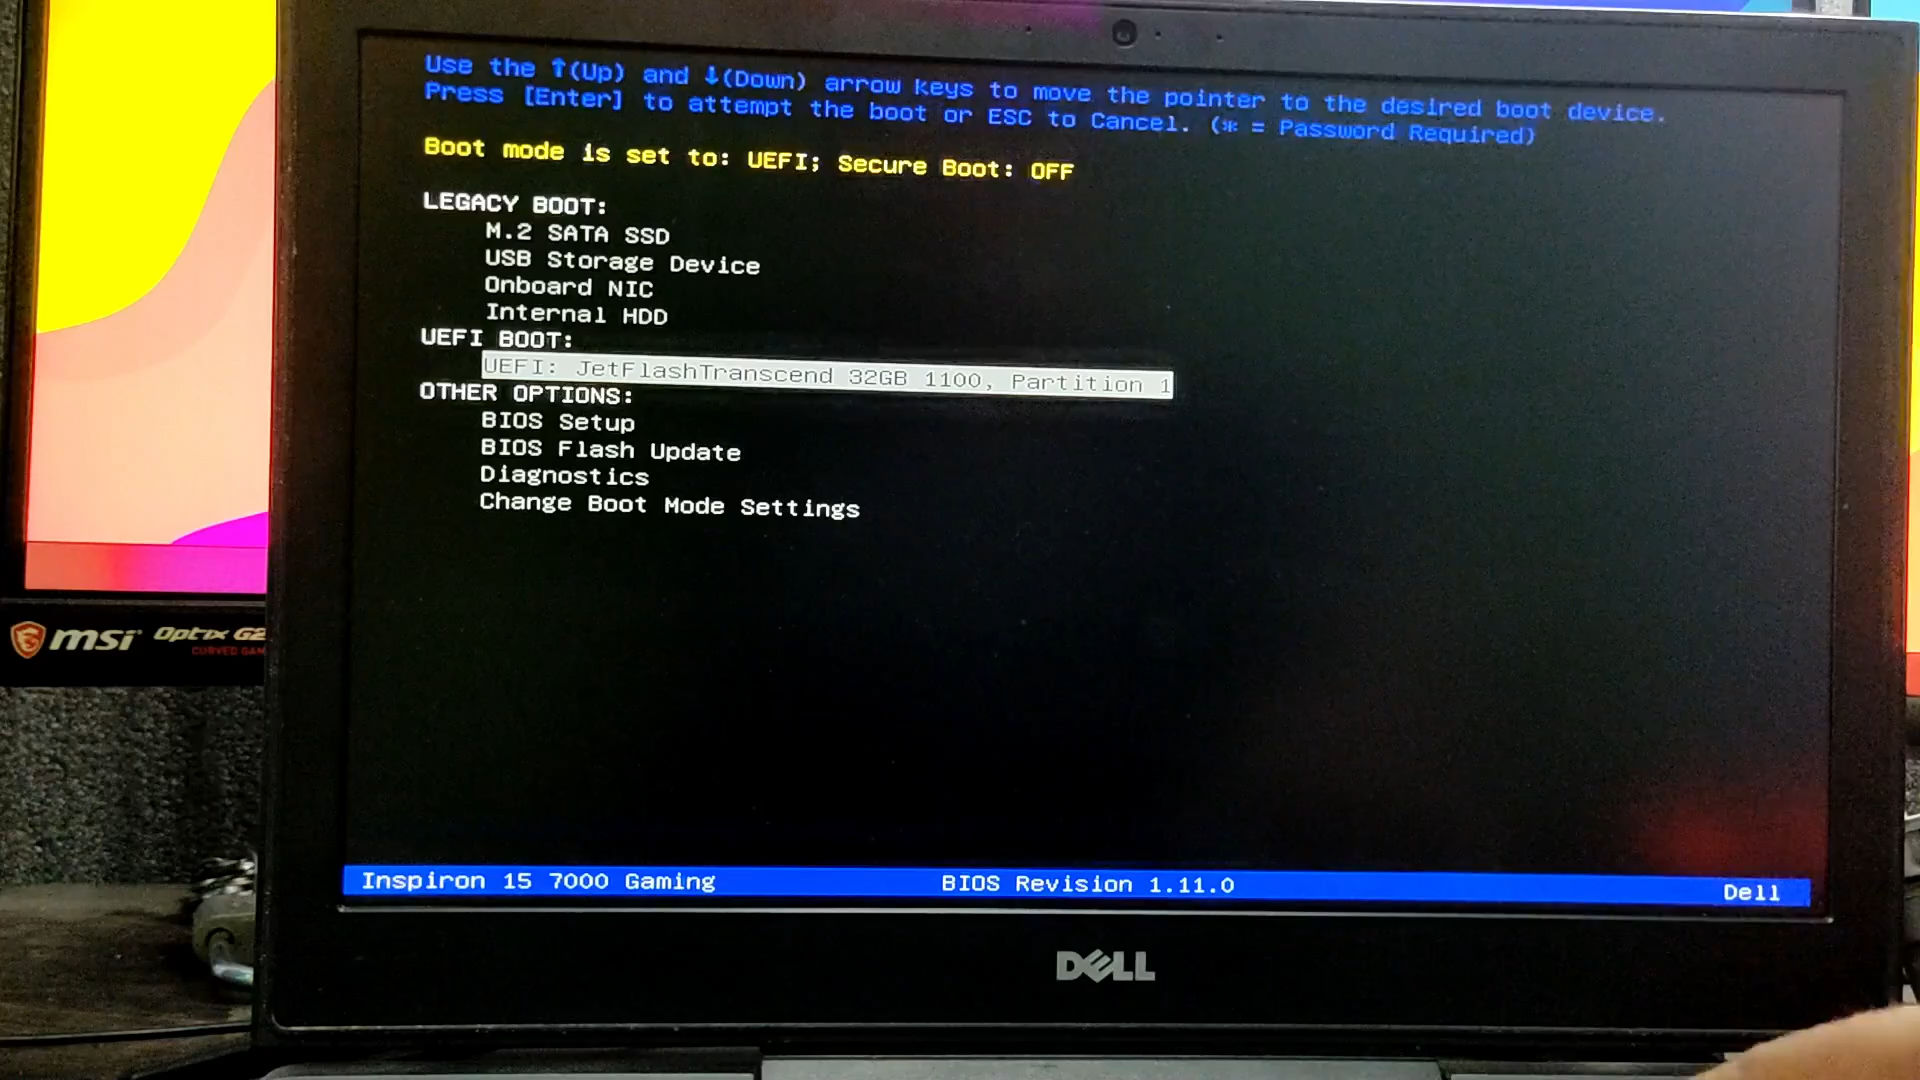 Use the ↑(Up) and ↓(Down) arrow keys to move the pointer to the desired boot device.
Press [Enter] to attempt the boot or ESC to Cancel. (* = Password Required)
Boot mode is set to: UEFI; Secure Boot: OFF
LEGACY BOOT:
M.2 SATA SSD
USB Storage Device
Onboard NIC
Internal HDD
UEFI BOOT:
UEFI: JetFlashTranscend 32GB 1100, Partition 1
OTHER OPTIONS:
BIOS Setup
BIOS Flash Update
Diagnostics
Change Boot Mode Settings
msi Optix G2
CURVED GAM
Inspiron 15 7000 Gaming BIOS Revision 1.11.0 Dell
DELL